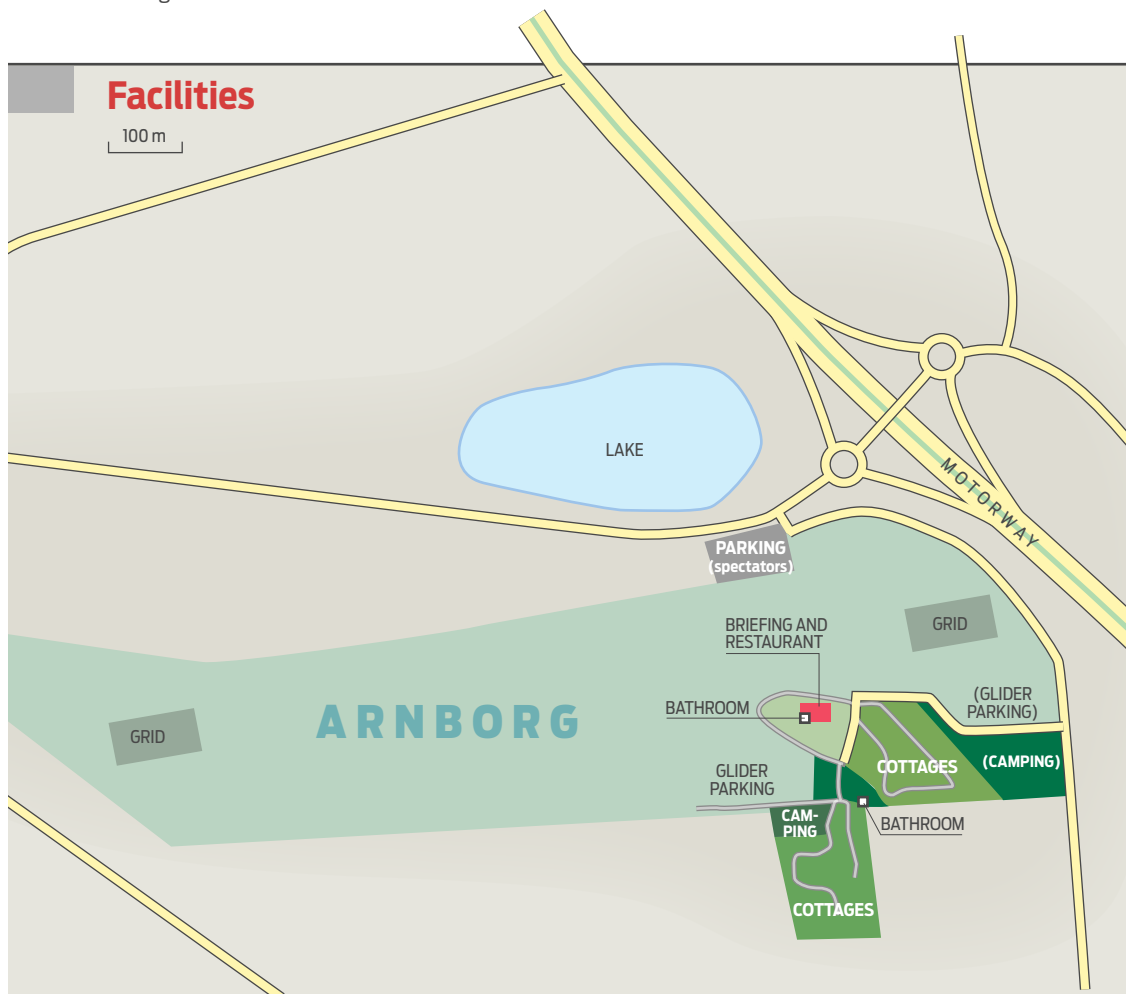 Facilities
100 m
LAKE
MOTORWAY
PARKING
(spectators)
GRID
BRIEFING AND
RESTAURANT
BATHROOM
(GLIDER
PARKING)
ARNBORG
GRID
COTTAGES
(CAMPING)
GLIDER
PARKING
CAM-
PING
BATHROOM
COTTAGES